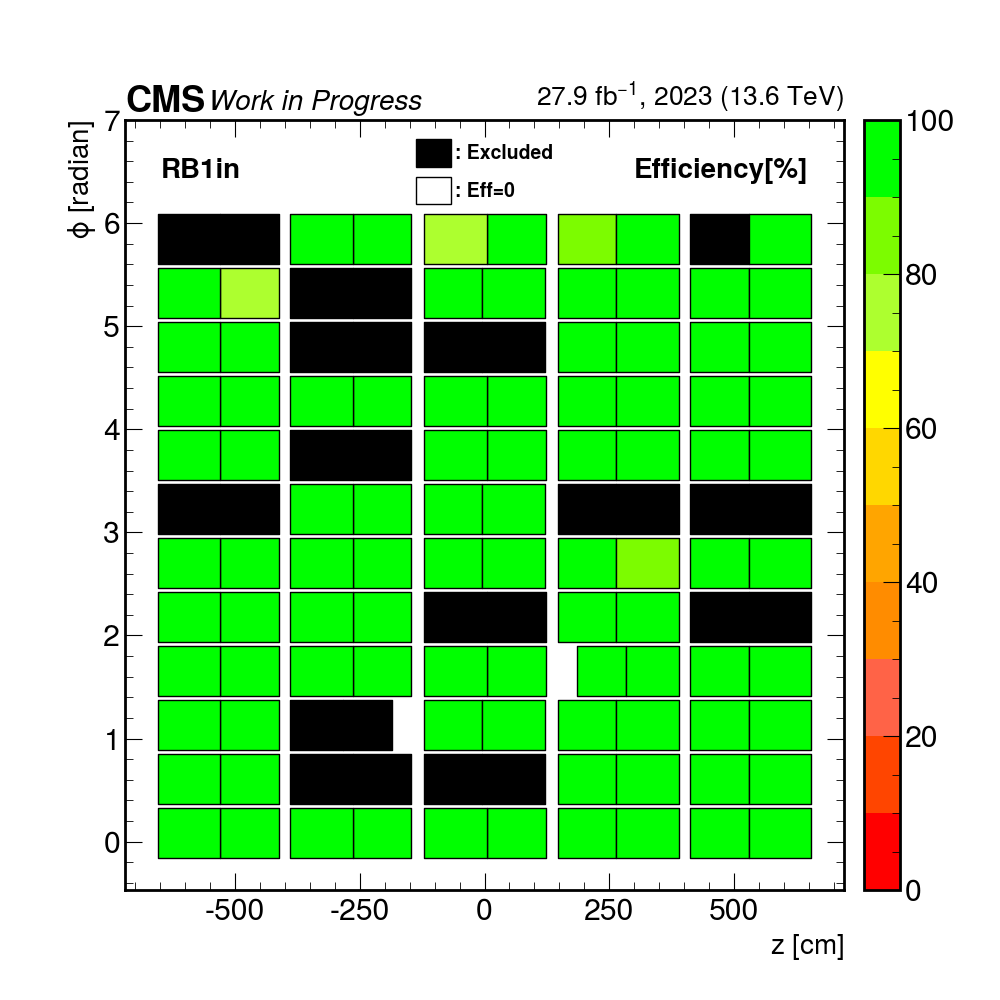 CMS Work in Progress 27.9 fb⁻¹, 2023 (13.6 TeV)
RB1in : Excluded Efficiency[%]
: Eff=0
ϕ [radian]
7
6
5
4
3
2
1
0
-500 -250 0 250 500
z [cm]
100
80
60
40
20
0